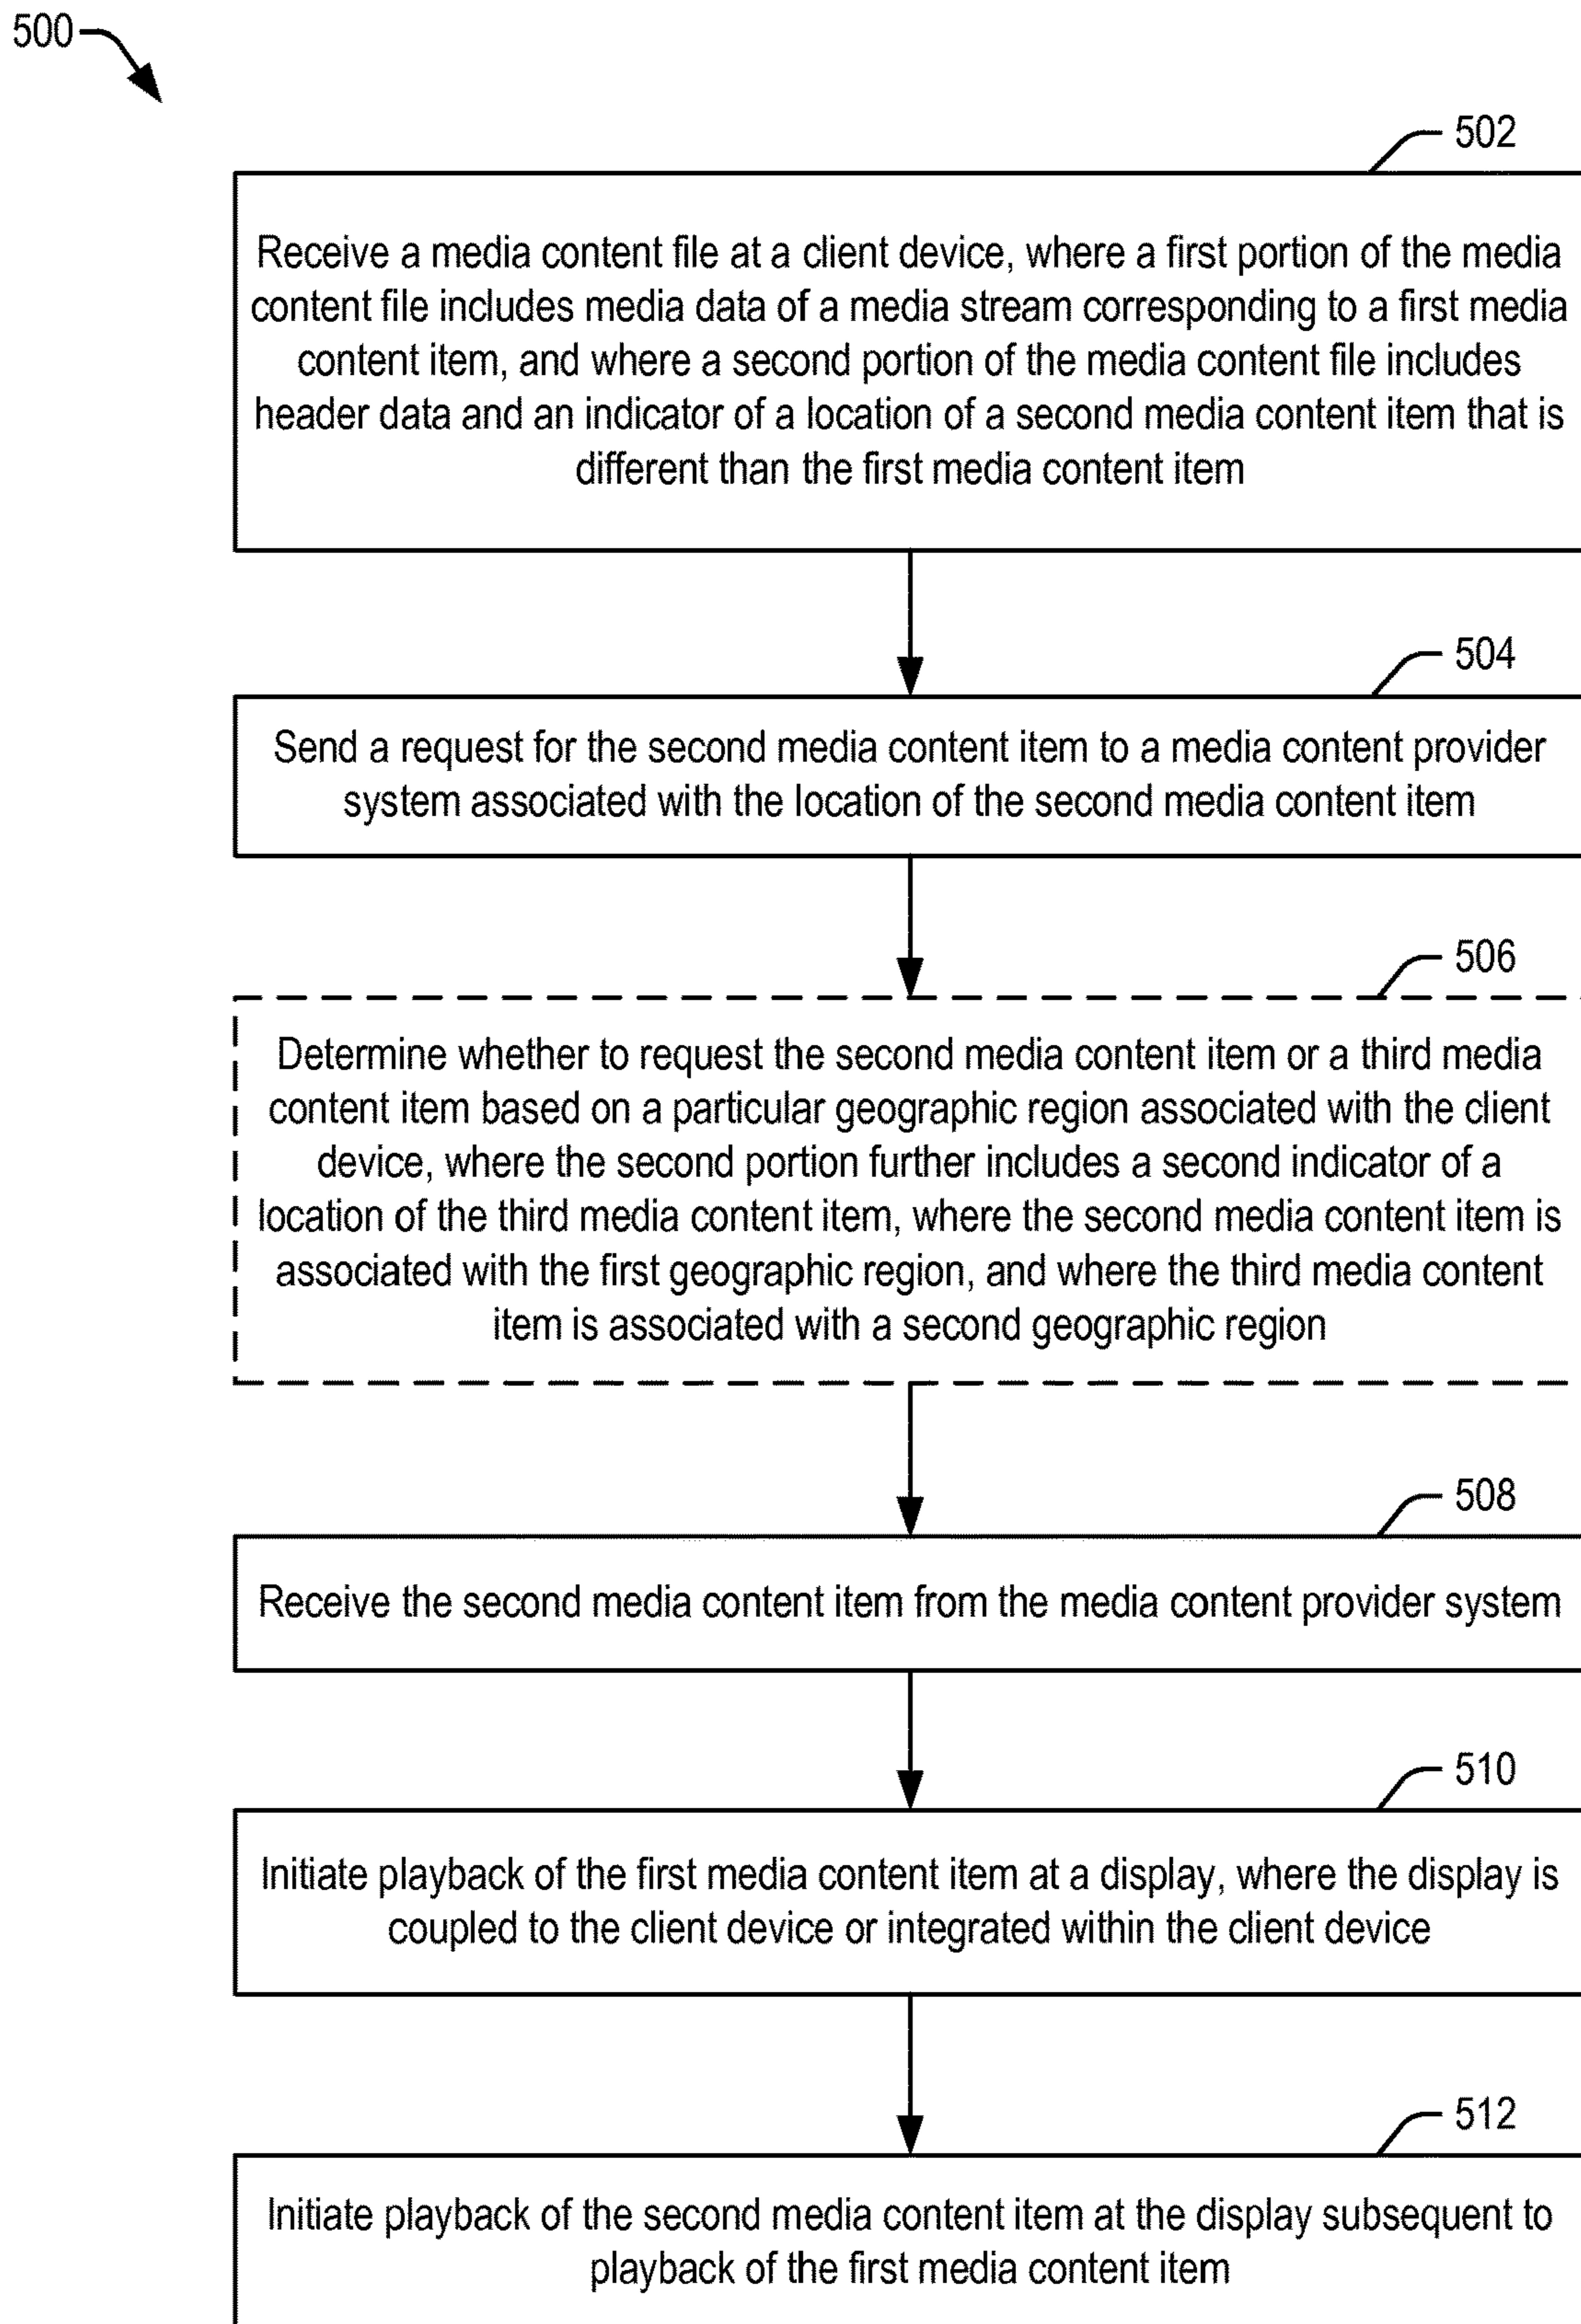 500
502
Receive a media content file at a client device, where a first portion of the media
content file includes media data of a media stream corresponding to a first media
content item, and where a second portion of the media content file includes
header data and an indicator of a location of a second media content item that is
different than the first media content item
504
Send a request for the second media content item to a media content provider
system associated with the location of the second media content item
506
Determine whether to request the second media content item or a third media
content item based on a particular geographic region associated with the client
device, where the second portion further includes a second indicator of a
location of the third media content item, where the second media content item is
associated with the first geographic region, and where the third media content
item is associated with a second geographic region
508
Receive the second media content item from the media content provider system
510
Initiate playback of the first media content item at a display, where the display is
coupled to the client device or integrated within the client device
512
Initiate playback of the second media content item at the display subsequent to
playback of the first media content item